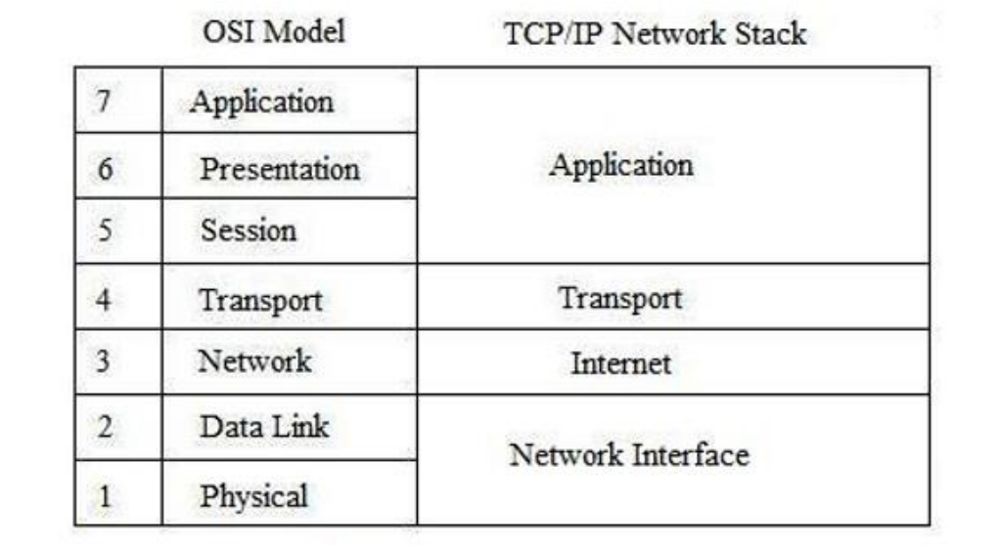 OSI Model TCP/IP Network Stack
7 Application
6 Presentation
Application
5 Session
4 Transport Transport
3 Network Internet
2 Data Link
Network Interface
1 Physical